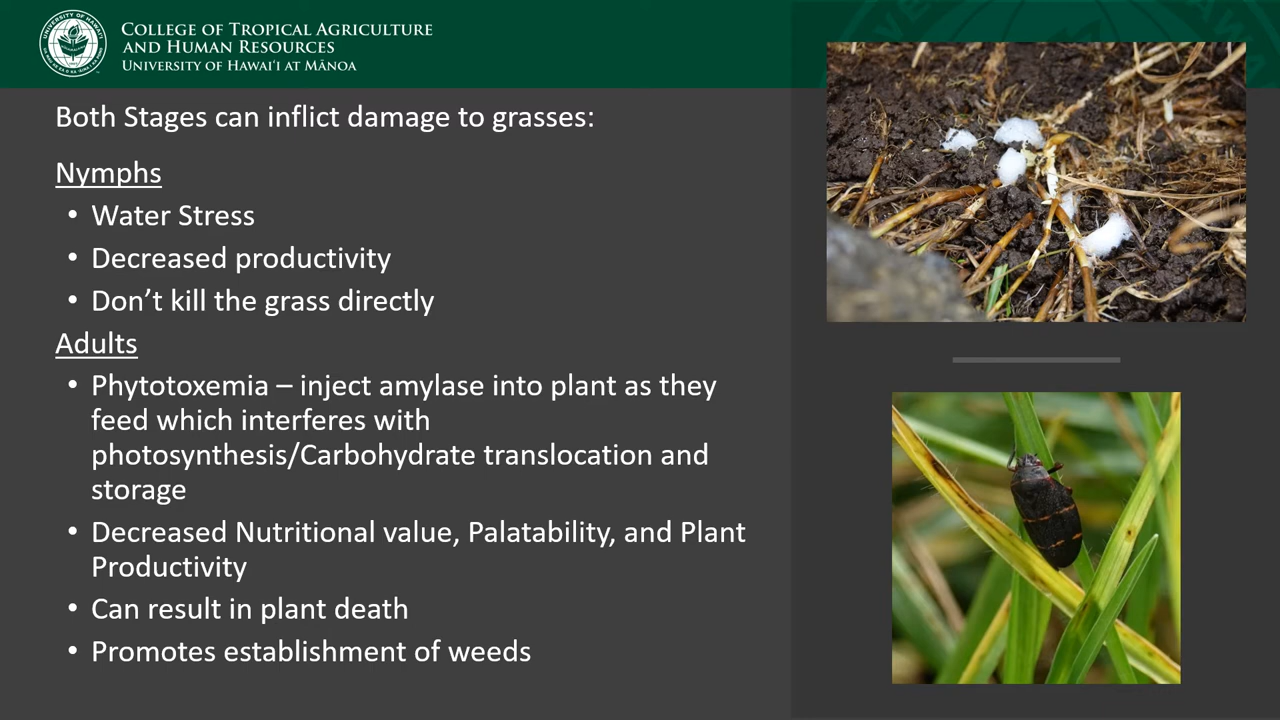 COLLEGE OF TROPICAL AGRICULTURE
AND HUMAN RESOURCES
UNIVERSITY OF HAWAIʻI AT MĀNOA
Both Stages can inflict damage to grasses:
Nymphs
• Water Stress
• Decreased productivity
• Don’t kill the grass directly
Adults
• Phytotoxemia – inject amylase into plant as they
feed which interferes with
photosynthesis/Carbohydrate translocation and
storage
• Decreased Nutritional value, Palatability, and Plant
Productivity
• Can result in plant death
• Promotes establishment of weeds